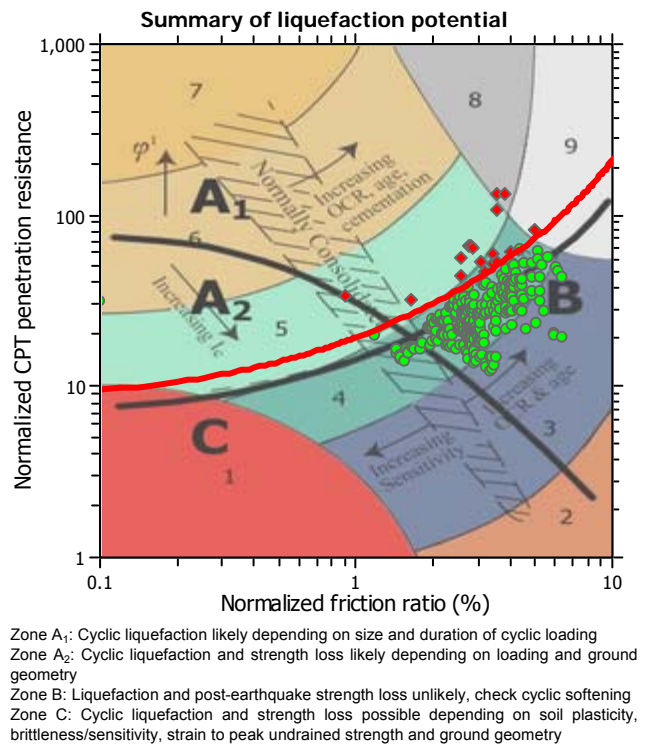 Summary of liquefaction potential
1,000
100
10
1
Normalized CPT penetration resistance
7
8
9
φ'
A1
Increasing
OCR, age,
cementation
Normally Consolid
6
A2
Increasing Ic
5
B
4
Increasing
OCR & age
3
Increasing
Sensitivity
C
1
2
0.1
1
10
Normalized friction ratio (%)
Zone A1: Cyclic liquefaction likely depending on size and duration of cyclic loading
Zone A2: Cyclic liquefaction and strength loss likely depending on loading and ground
geometry
Zone B: Liquefaction and post-earthquake strength loss unlikely, check cyclic softening
Zone C: Cyclic liquefaction and strength loss possible depending on soil plasticity,
brittleness/sensitivity, strain to peak undrained strength and ground geometry